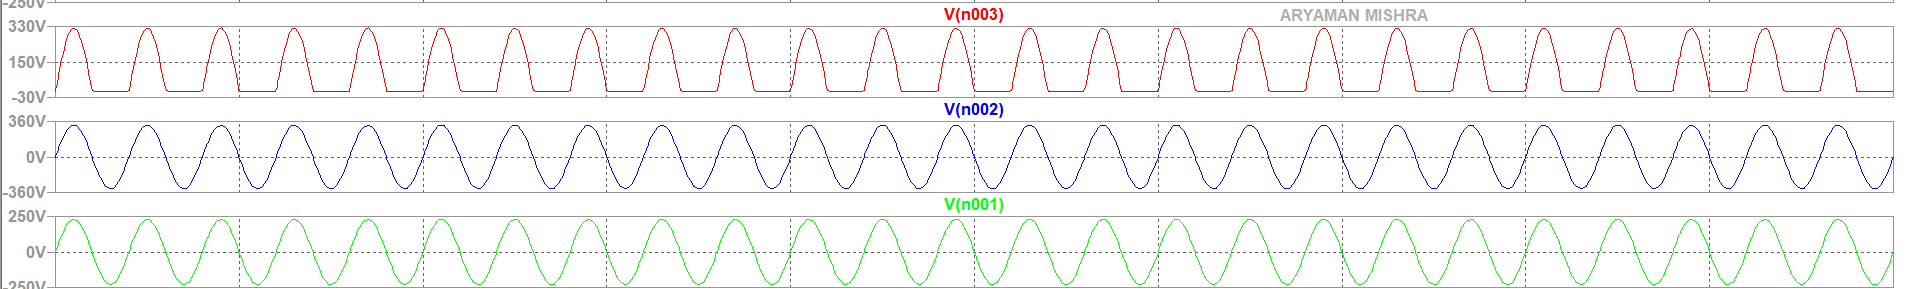 -250V
V(n003) ARYAMAN MISHRA
330V
150V
-30V
V(n002)
360V
0V
-360V
V(n001)
250V
0V
-250V